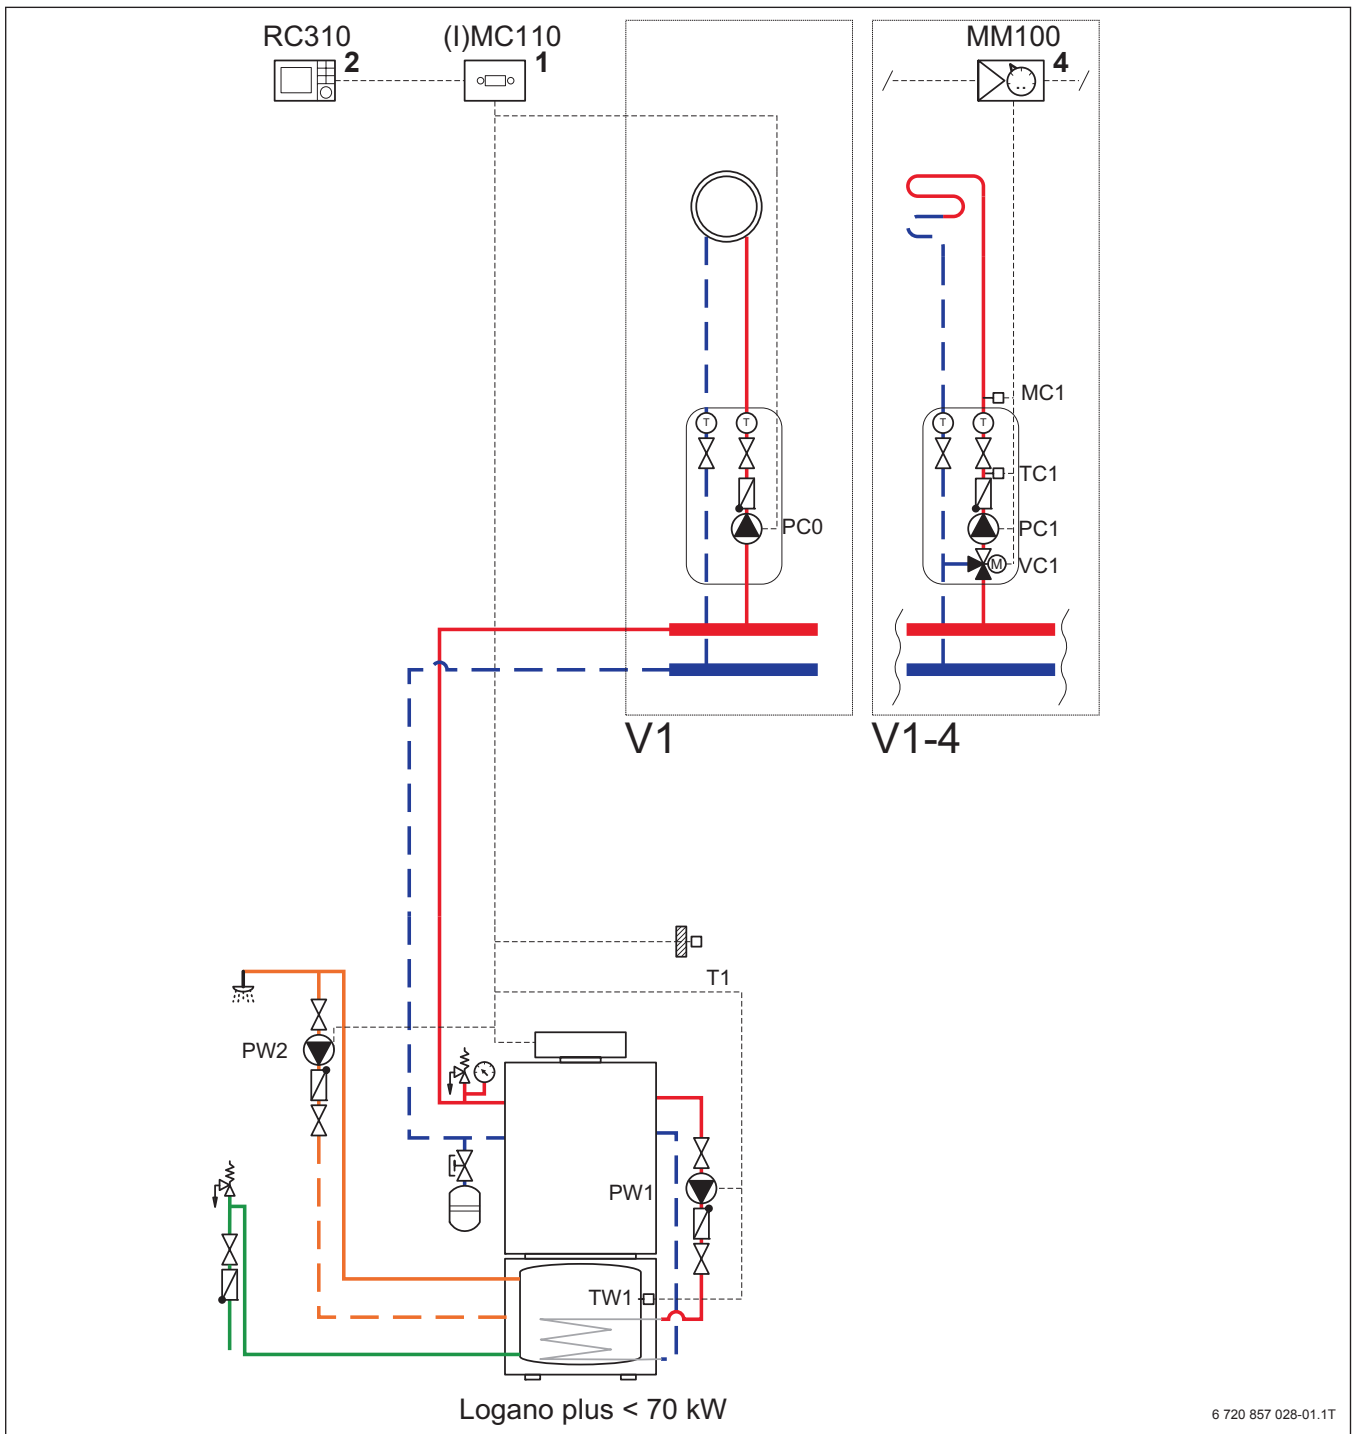 RC310
2
(I)MC110
1
MM100
4
MC1
T
T
T
T
TC1
PC0
PC1
M
VC1
V1
V1-4
T1
PW2
PW1
TW1
Logano plus < 70 kW
6 720 857 028-01.1T